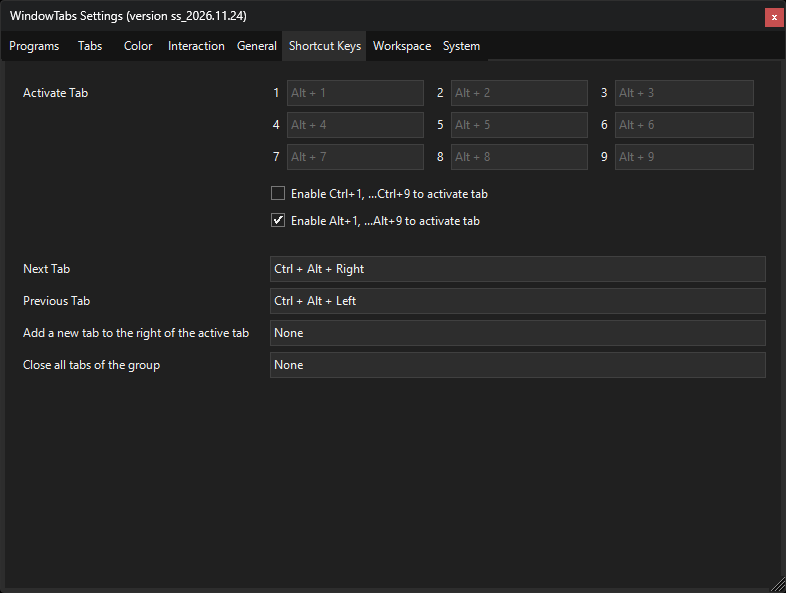 WindowTabs Settings (version ss_2026.11.24)
x
Programs Tabs Color Interaction General Shortcut Keys Workspace System
Activate Tab 1 Alt + 1 2 Alt + 2 3 Alt + 3
4 Alt + 4 5 Alt + 5 6 Alt + 6
7 Alt + 7 8 Alt + 8 9 Alt + 9
Enable Ctrl+1, ...Ctrl+9 to activate tab
Enable Alt+1, ...Alt+9 to activate tab
Next Tab Ctrl + Alt + Right
Previous Tab Ctrl + Alt + Left
Add a new tab to the right of the active tab None
Close all tabs of the group None